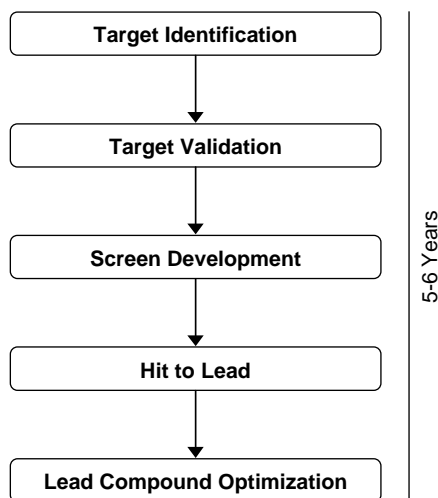 Target Identification
Target Validation
Screen Development
Hit to Lead
Lead Compound Optimization
5-6 Years